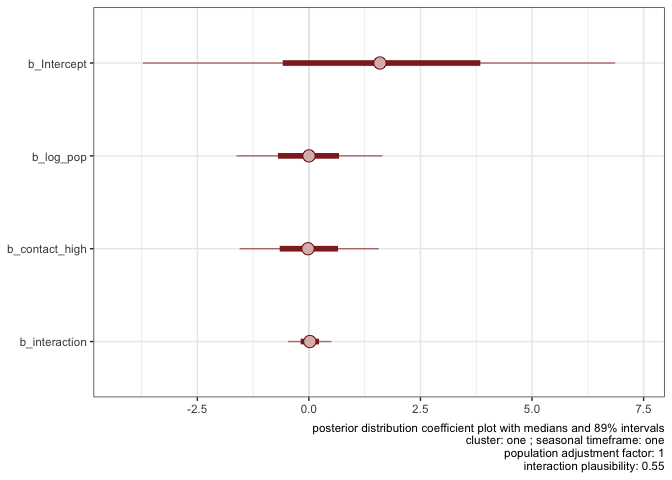 b_Intercept
b_log_pop
b_contact_high
b_interaction
-2.5 0.0 2.5 5.0 7.5
posterior distribution coefficient plot with medians and 89% intervals
cluster: one ; seasonal timeframe: one
population adjustment factor: 1
interaction plausibility: 0.55